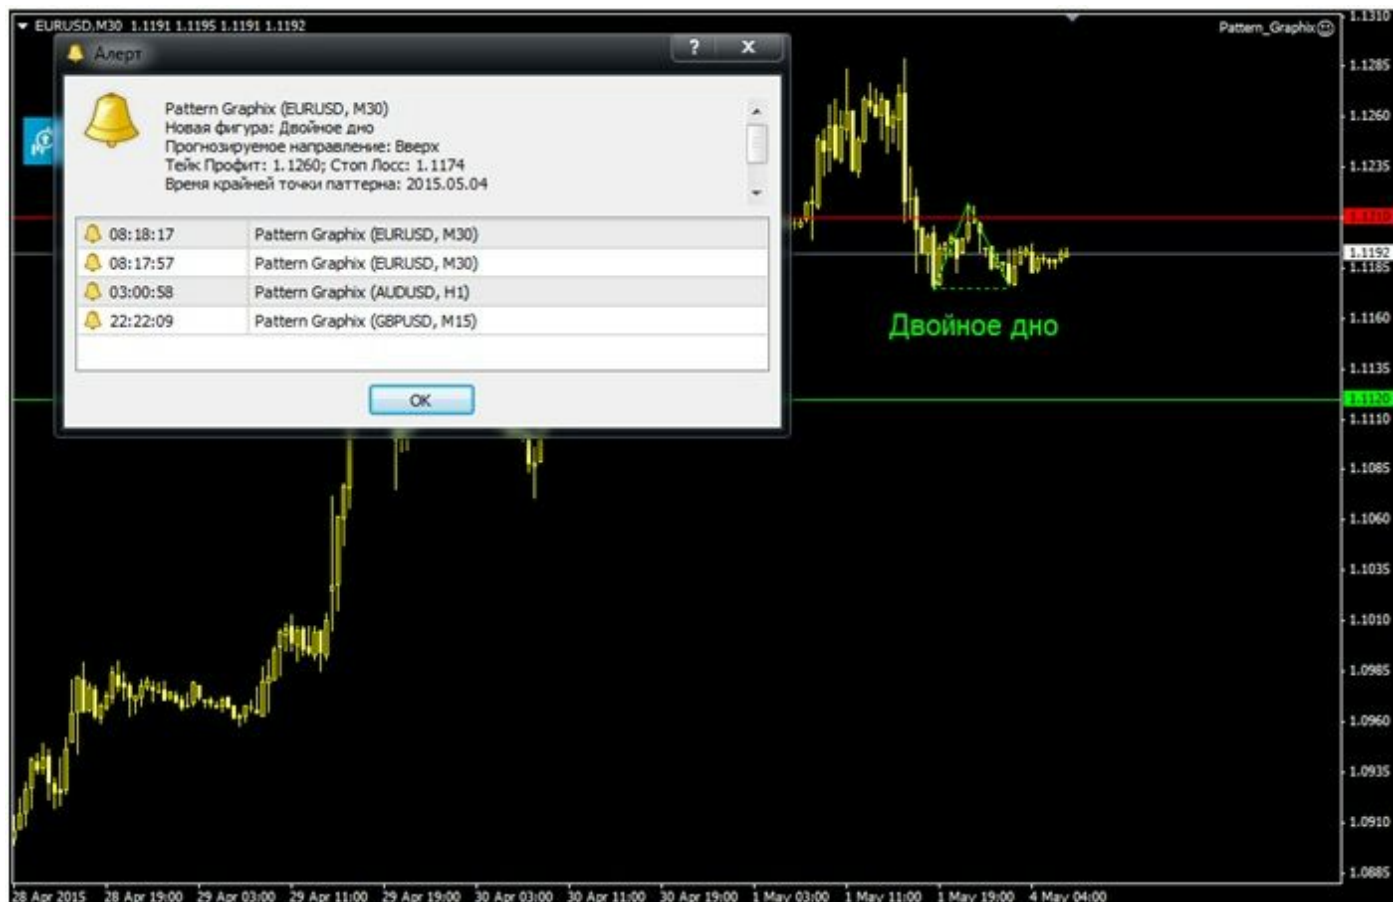 EURUSD,M30 1.1191 1.1195 1.1191 1.1192
Pattern_Graphix
Алерт
Pattern Graphix (EURUSD, M30)
Новая фигура: Двойное дно
Прогнозируемое направление: Вверх
Тейк Профит: 1.1260; Стоп Лосс: 1.1174
Время крайней точки паттерна: 2015.05.04
08:18:17 Pattern Graphix (EURUSD, M30)
08:17:57 Pattern Graphix (EURUSD, M30)
03:00:58 Pattern Graphix (AUDUSD, H1)
22:22:09 Pattern Graphix (GBPUSD, M15)
OK
Двойное дно
1.1310
1.1285
1.1260
1.1235
1.1210
1.1192
1.1185
1.1160
1.1135
1.1120
1.1110
1.1085
1.1060
1.1035
1.1010
1.0985
1.0960
1.0935
1.0910
1.0885
28 Apr 2015 28 Apr 19:00 29 Apr 03:00 29 Apr 11:00 29 Apr 19:00 30 Apr 03:00 30 Apr 11:00 30 Apr 19:00 1 May 03:00 1 May 11:00 1 May 19:00 4 May 04:00